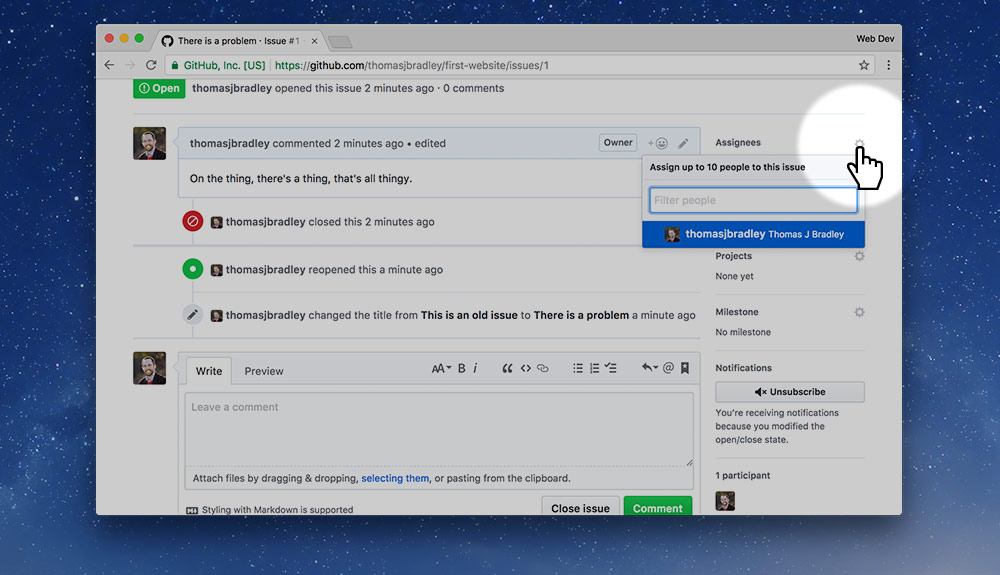 There is a problem · Issue #1
Web Dev
GitHub, Inc. [US] https://github.com/thomasjbradley/first-website/issues/1
Open thomasjbradley opened this issue 2 minutes ago · 0 comments
thomasjbradley commented 2 minutes ago • edited
Owner
On the thing, there's a thing, that's all thingy.
thomasjbradley closed this 2 minutes ago
thomasjbradley reopened this a minute ago
thomasjbradley changed the title from This is an old issue to There is a problem a minute ago
Assignees
Assign up to 10 people to this issue
Filter people
thomasjbradley Thomas J Bradley
Projects
None yet
Milestone
No milestone
Notifications
Unsubscribe
You're receiving notifications
because you modified the
open/close state.
1 participant
Write
Preview
AA B i
Leave a comment
Attach files by dragging & dropping, selecting them, or pasting from the clipboard.
Styling with Markdown is supported
Close issue
Comment